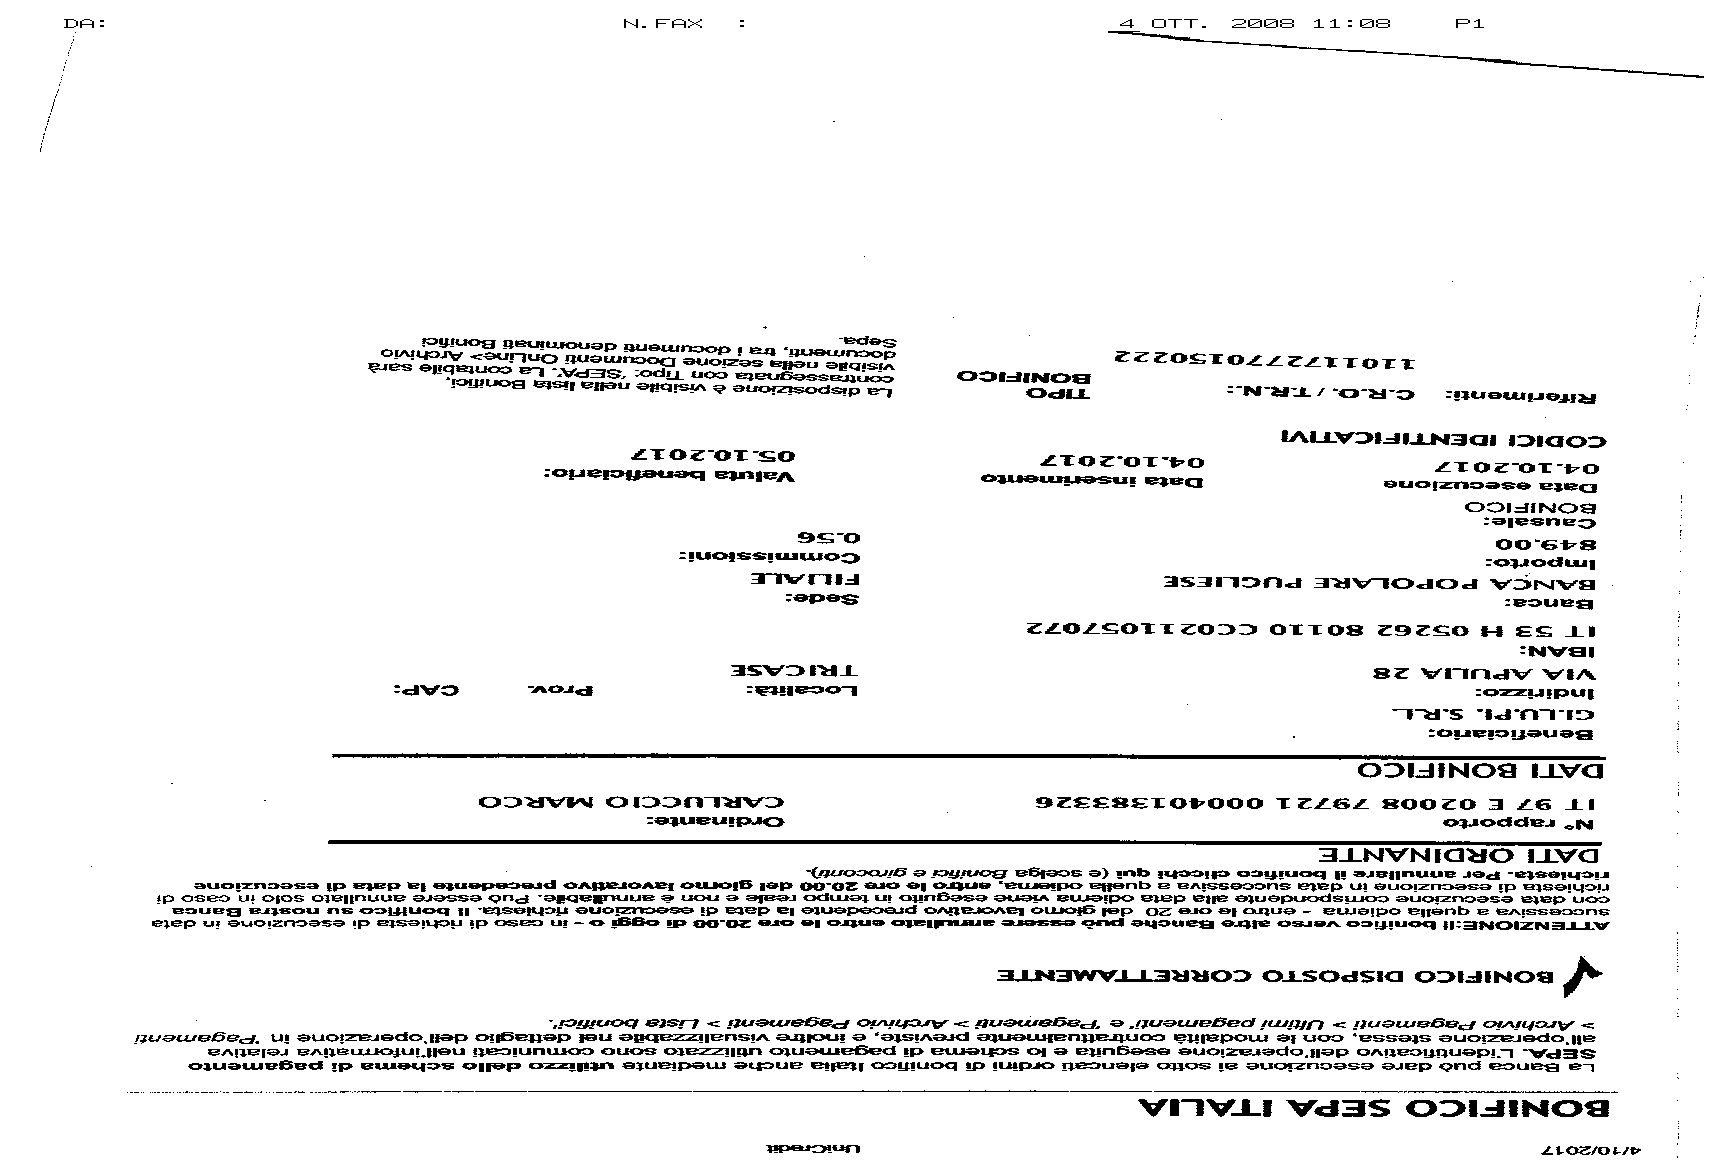 DA: N.FAX : 4 OTT. 2008 11:08 P1
4/10/2017 UniCredit
BONIFICO SEPA ITALIA
La Banca può dare esecuzione ai sotto elencati ordini di bonifico Italia anche mediante utilizzo dello schema di pagamento
SEPA. L'identificativo dell'operazione eseguita e lo schema di pagamento utilizzato sono comunicati nell'informativa relativa
all'operazione stessa, con le modalità contrattualmente previste, e inoltre visualizzabile nel dettaglio dell'operazione in "Pagamenti
> Archivio Pagamenti > Ultimi pagamenti" e "Pagamenti > Archivio Pagamenti > Lista bonifici".
BONIFICO DISPOSTO CORRETTAMENTE
ATTENZIONE:Il bonifico verso altre Banche può essere annullato entro le ore 20.00 di oggi o - in caso di richiesta di esecuzione in data
successiva a quella odierna - entro le ore 20 del giorno lavorativo precedente la data di esecuzione richiesta. Il bonifico su nostra Banca
con data esecuzione corrispondente alla data odierna viene eseguito in tempo reale e non è annullabile. Può essere annullato solo in caso di
richiesta di esecuzione in data successiva a quella odierna, entro le ore 20.00 del giorno lavorativo precedente la data di esecuzione
richiesta. Per annullare il bonifico clicchi qui (e scelga Bonifici e giroconti).
DATI ORDINANTE
N° rapporto Ordinante:
IT 97 E 02008 79721 000401383326 CARLUCCIO MARCO
DATI BONIFICO
Beneficiario:
GI.LU.PI. S.R.L.
Indirizzo: Località: Prov. CAP:
VIA APULIA 28 TRICASE
IBAN:
IT 53 H 05262 80110 CC0211057072
Banca: Sede:
BANCA POPOLARE PUGLIESE FILIALE
Importo: Commissioni:
849.00 0.56
Causale:
BONIFICO
Data esecuzione Data inserimento Valuta beneficiario:
04.10.2017 04.10.2017 05.10.2017
CODICI IDENTIFICATIVI
Riferimenti: C.R.O. / T.R.N.: TIPO BONIFICO
1101172770150222
La disposizione è visibile nella lista Bonifici,
contrassegnata con Tipo: "SEPA". La contabile sarà
visibile nella sezione Documenti OnLine> Archivio
documenti, tra i documenti denominati Bonifici
Sepa.